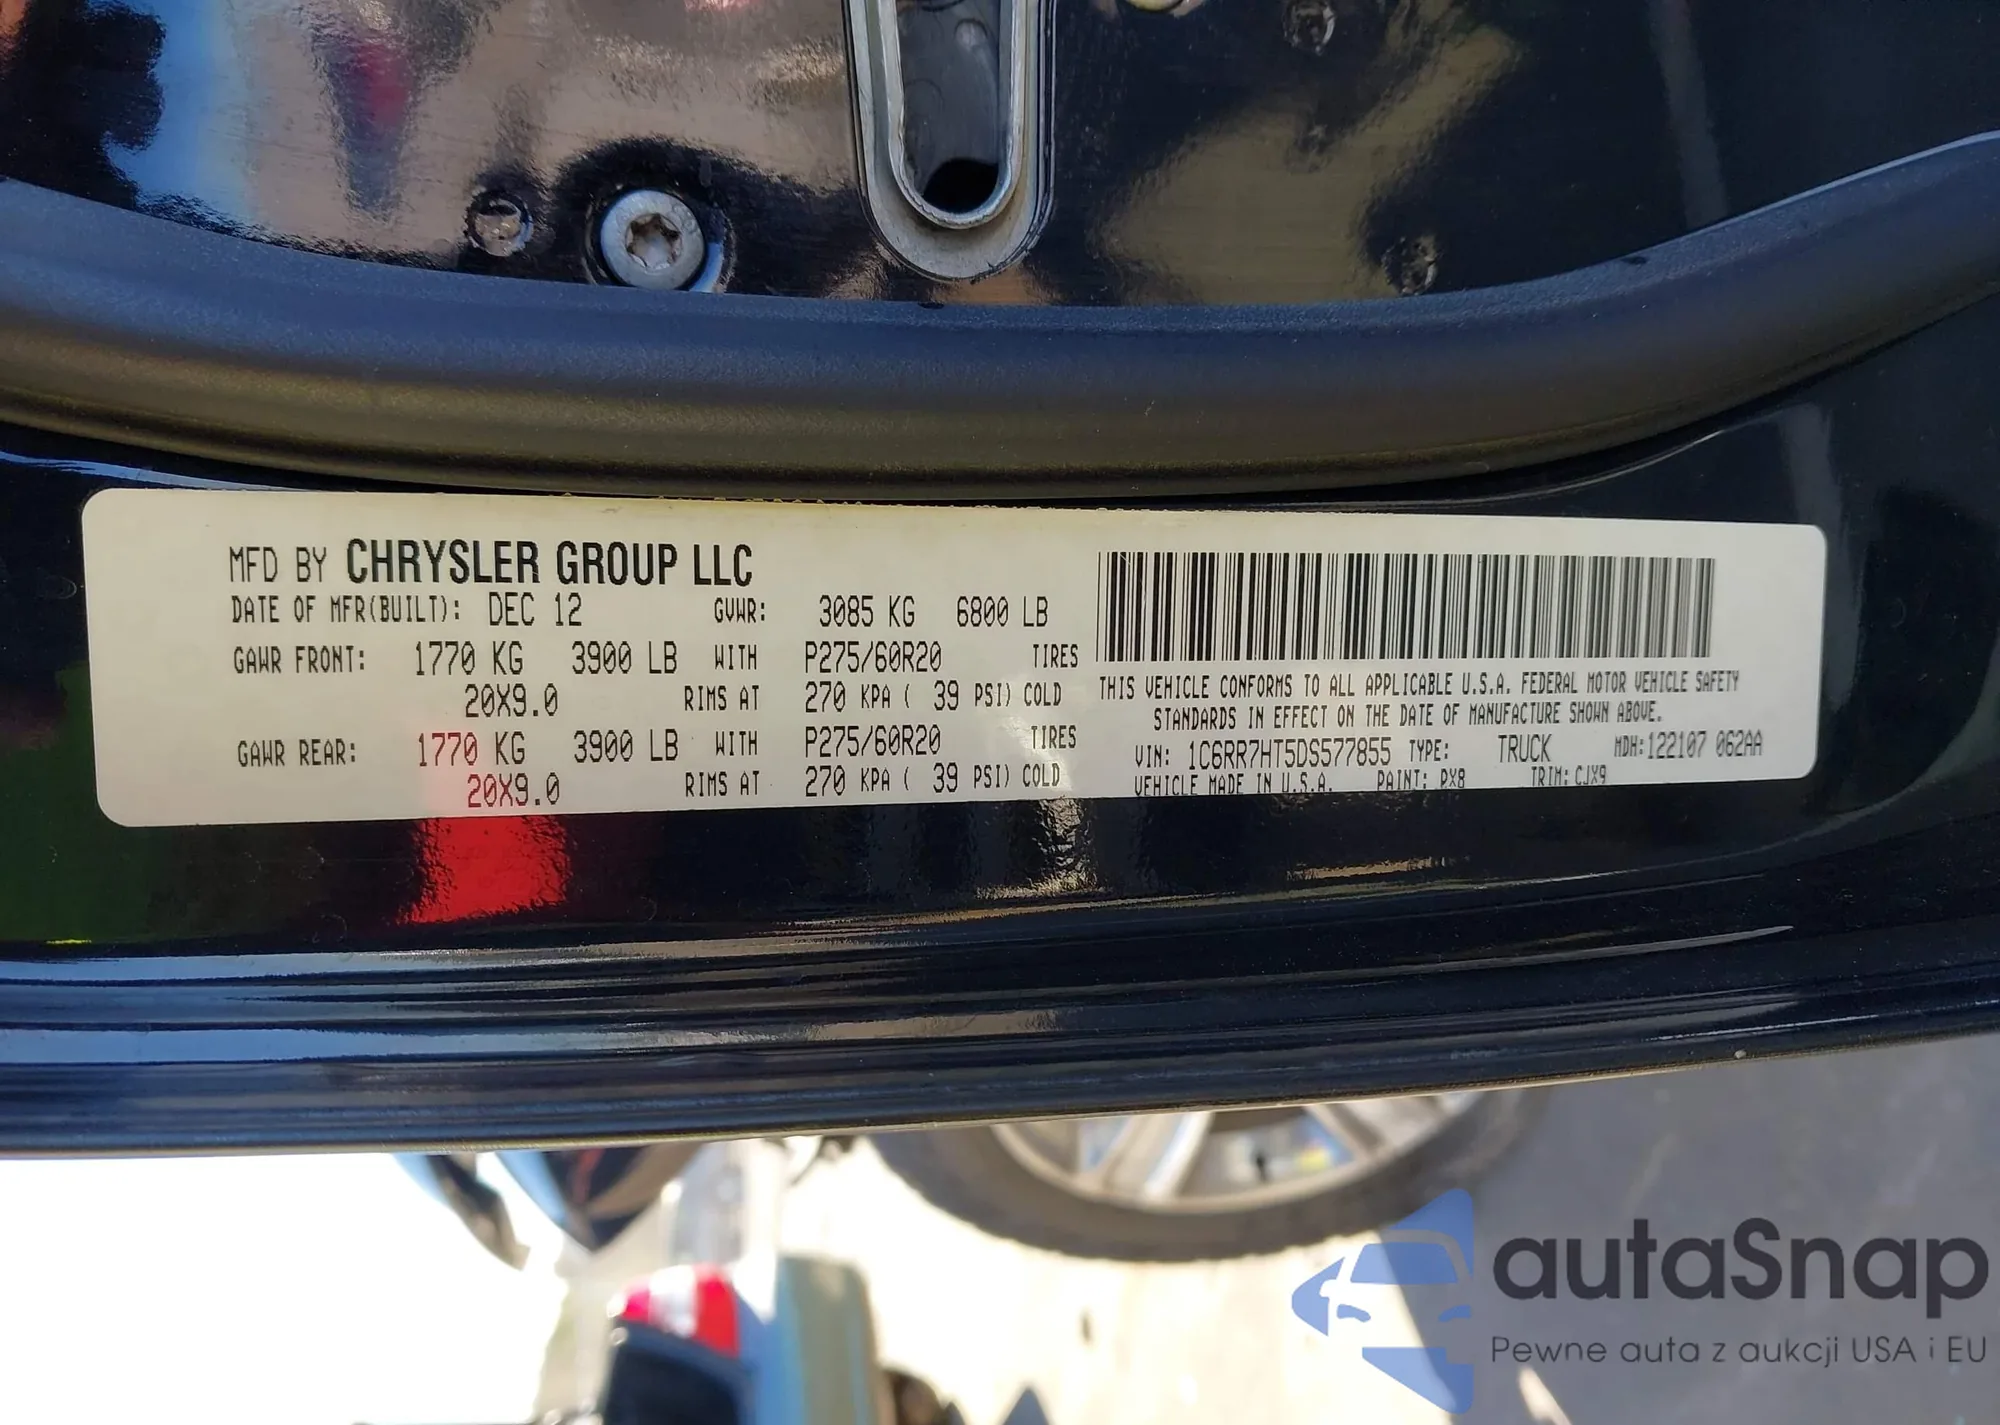 MFD BY CHRYSLER GROUP LLC
DATE OF MFR(BUILT): DEC 12 GVWR: 3085 KG 6800 LB
GAWR FRONT: 1770 KG 3900 LB WITH P275/60R20 TIRES
20X9.0 RIMS AT 270 KPA ( 39 PSI) COLD
GAWR REAR: 1770 KG 3900 LB WITH P275/60R20 TIRES
20X9.0 RIMS AT 270 KPA ( 39 PSI) COLD
THIS VEHICLE CONFORMS TO ALL APPLICABLE U.S.A. FEDERAL MOTOR VEHICLE SAFETY
STANDARDS IN EFFECT ON THE DATE OF MANUFACTURE SHOWN ABOVE.
VIN: 1C6RR7HT5DS577855 TYPE: TRUCK MDH:122107 062AA
VEHICLE MADE IN U.S.A. PAINT: PX8 TRIM: CJX9
autaSnap
Pewne auta z aukcji USA i EU